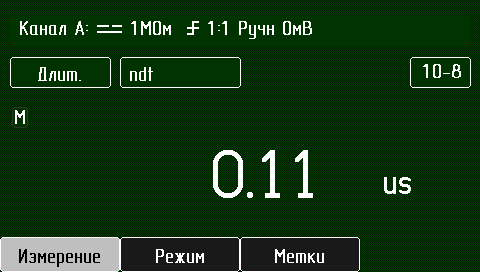 Канал A: 1МОм 1:1 Ручн 0мВ
Длит. ndt 10-8
M
0.11 us
Измерение Режим Метки